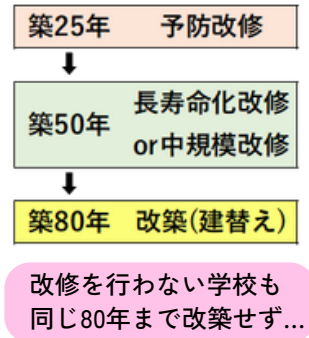 築25年 予防改修
築50年 長寿命化改修
or中規模改修
築80年 改築(建替え)
改修を行わない学校も
同じ80年まで改築せず...